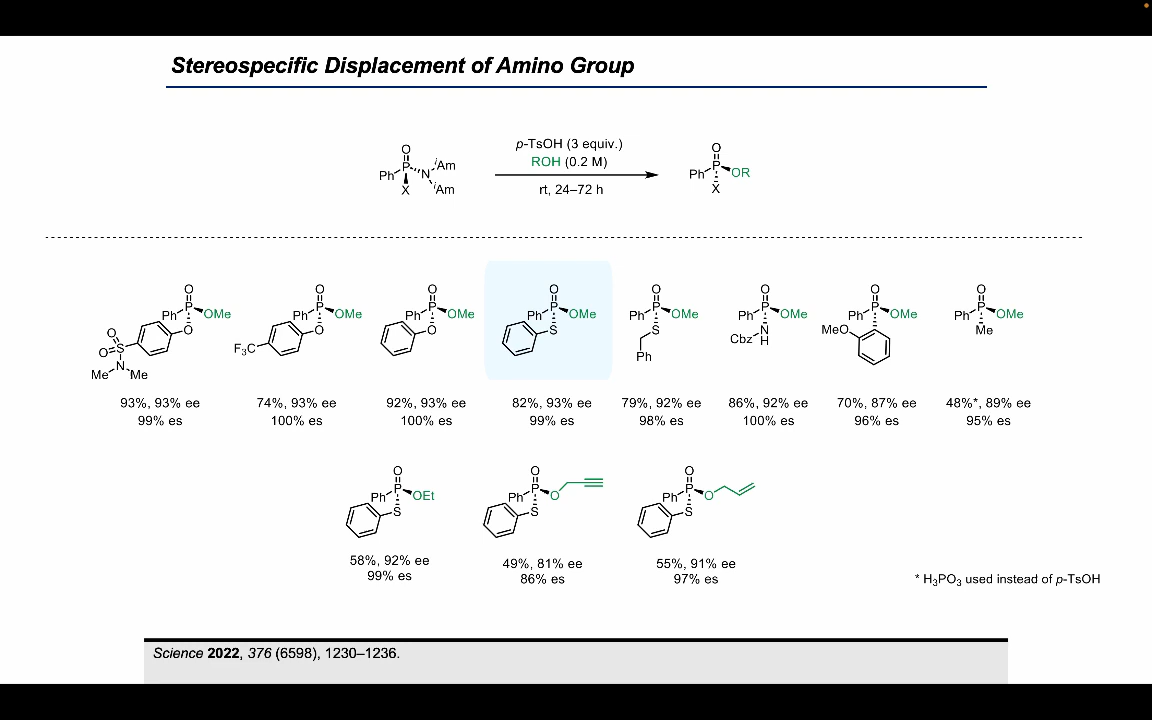 Stereospecific Displacement of Amino Group
O
Ph P N iAm
X iAm
p-TsOH (3 equiv.)
ROH (0.2 M)
rt, 24–72 h
O
Ph P OR
X
O O O O O O O O
Ph P OMe Ph P OMe Ph P OMe Ph P OMe Ph P OMe Ph P OMe Ph P OMe Ph P OMe
O O O S S N MeO Me
O S F3C Cbz H
O N Ph
Me Me
93%, 93% ee 74%, 93% ee 92%, 93% ee 82%, 93% ee 79%, 92% ee 86%, 92% ee 70%, 87% ee 48%*, 89% ee
99% es 100% es 100% es 99% es 98% es 100% es 96% es 95% es
O O O
Ph P OEt Ph P O Ph P O
S S S
58%, 92% ee 49%, 81% ee 55%, 91% ee
99% es 86% es 97% es
* H3PO3 used instead of p-TsOH
Science 2022, 376 (6598), 1230–1236.